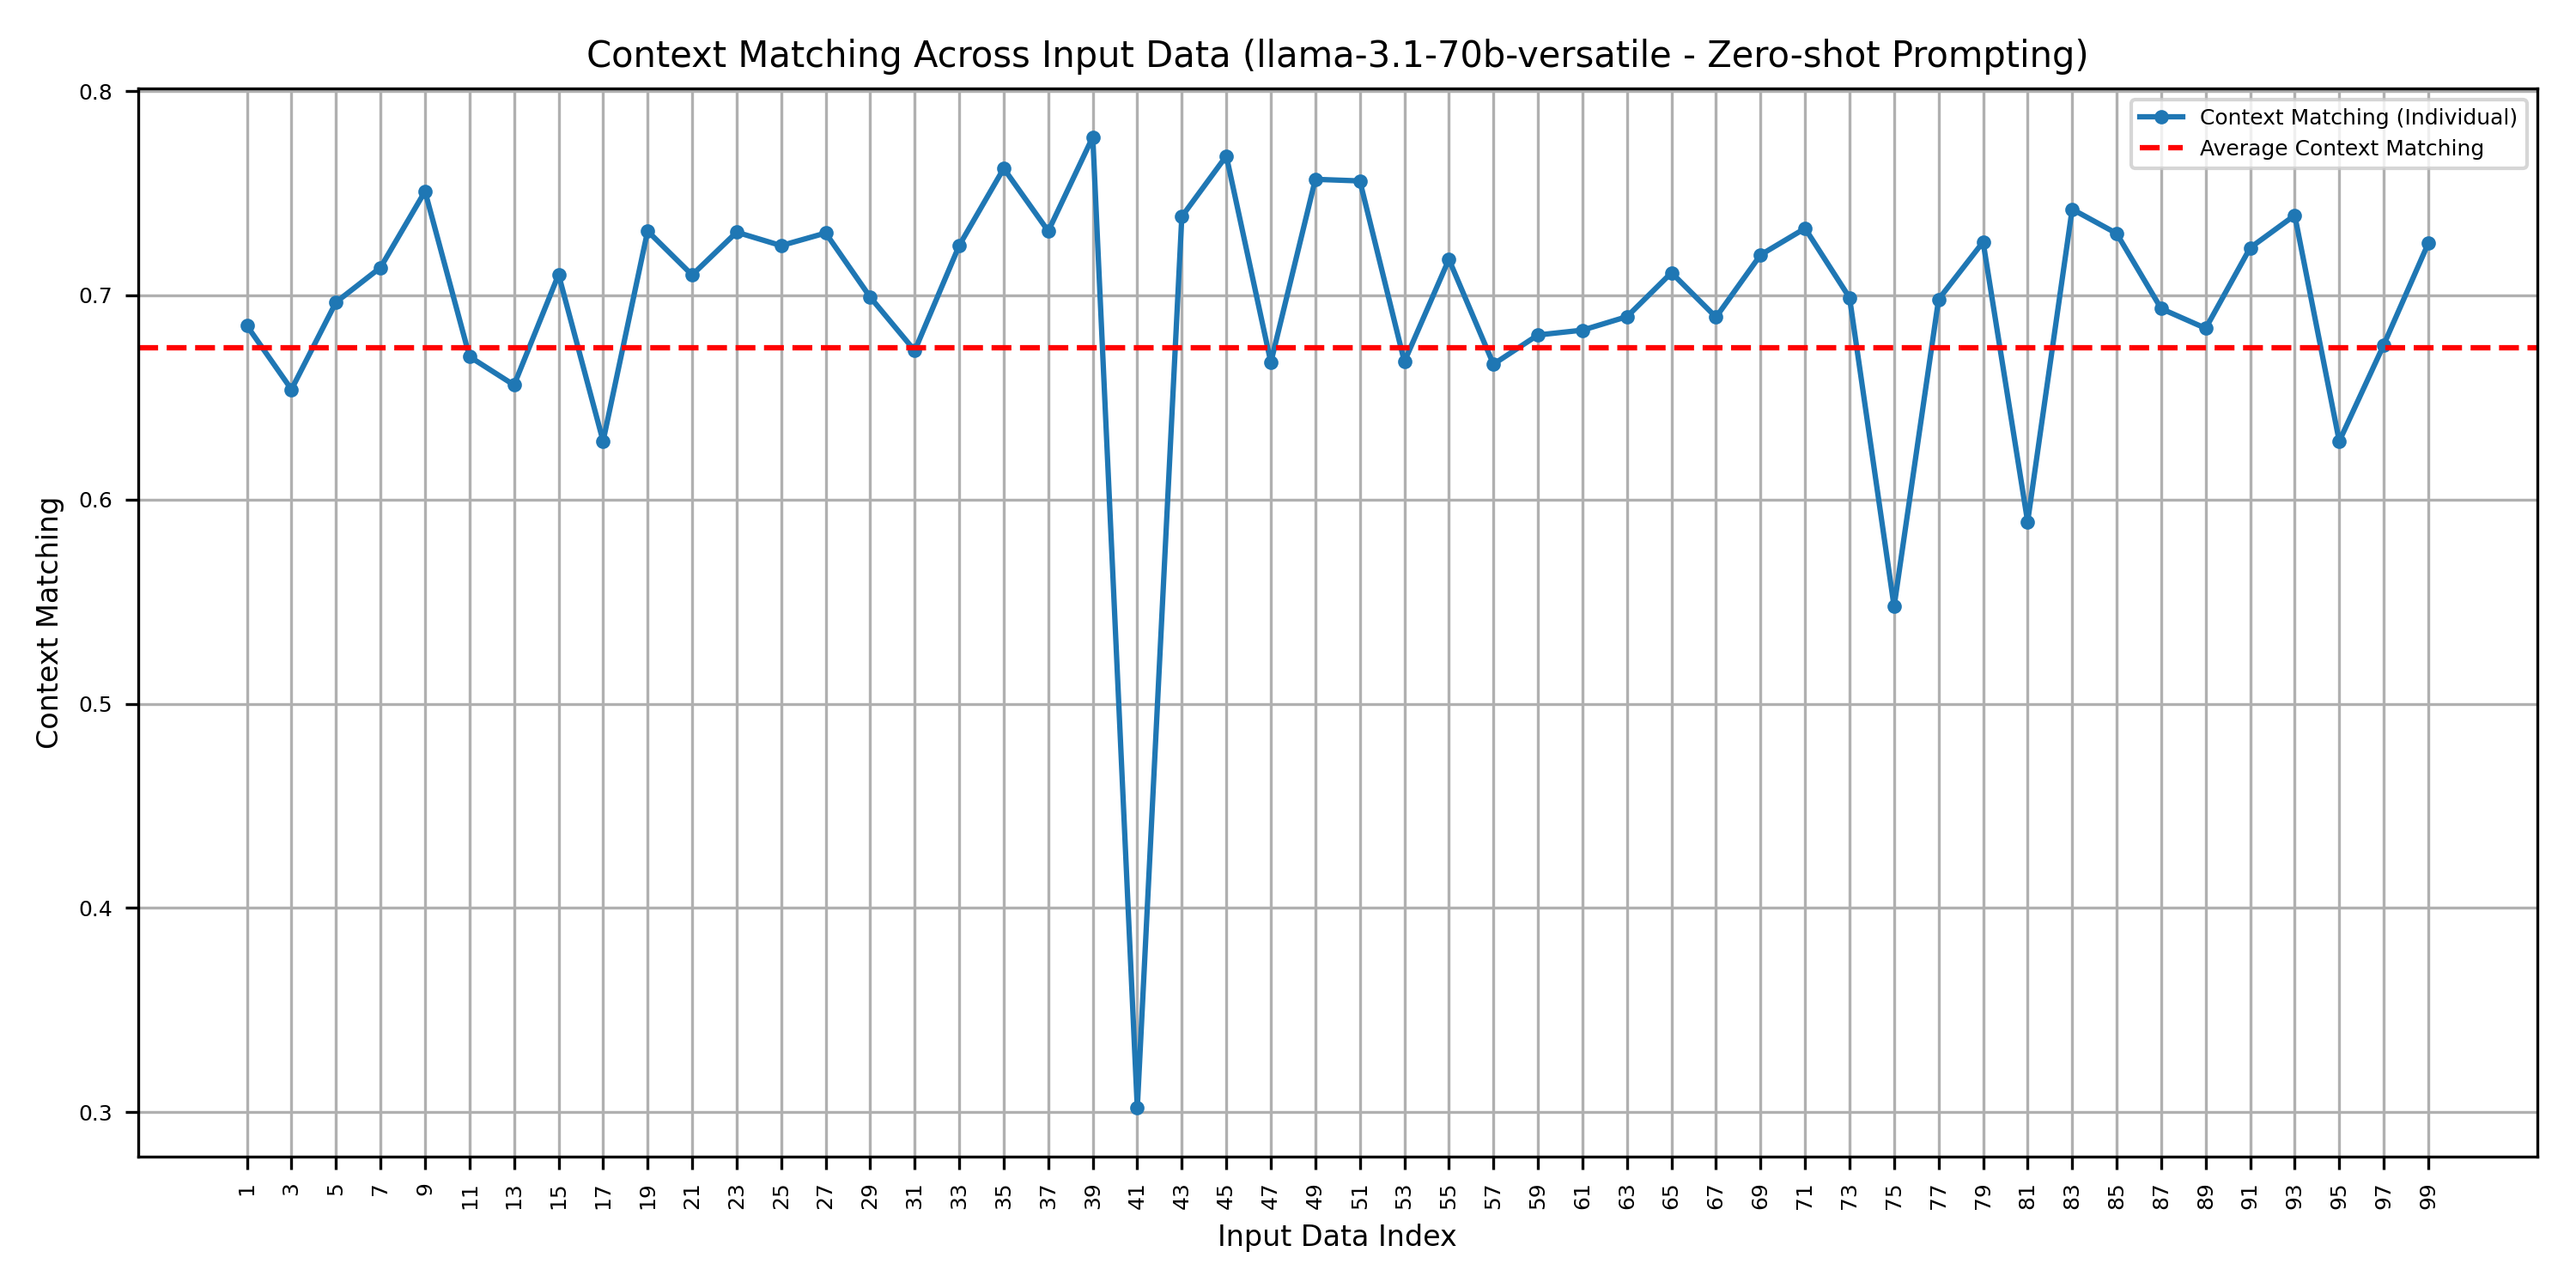 Context Matching Across Input Data (llama-3.1-70b-versatile - Zero-shot Prompting)
Context Matching (Individual)
Average Context Matching
Context Matching
0.8
0.7
0.6
0.5
0.4
0.3
1 3 5 7 9 11 13 15 17 19 21 23 25 27 29 31 33 35 37 39 41 43 45 47 49 51 53 55 57 59 61 63 65 67 69 71 73 75 77 79 81 83 85 87 89 91 93 95 97 99
Input Data Index